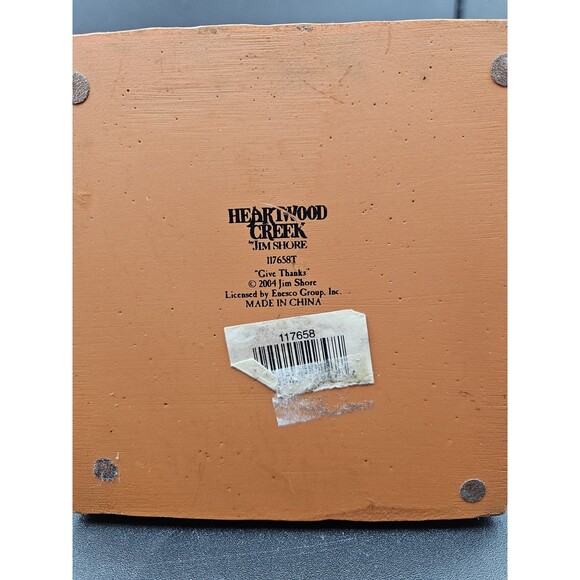 HEARTWOOD
CREEK
by JIM SHORE
117658T
"Give Thanks"
© 2004 Jim Shore
Licensed by Enesco Group, Inc.
MADE IN CHINA
117658